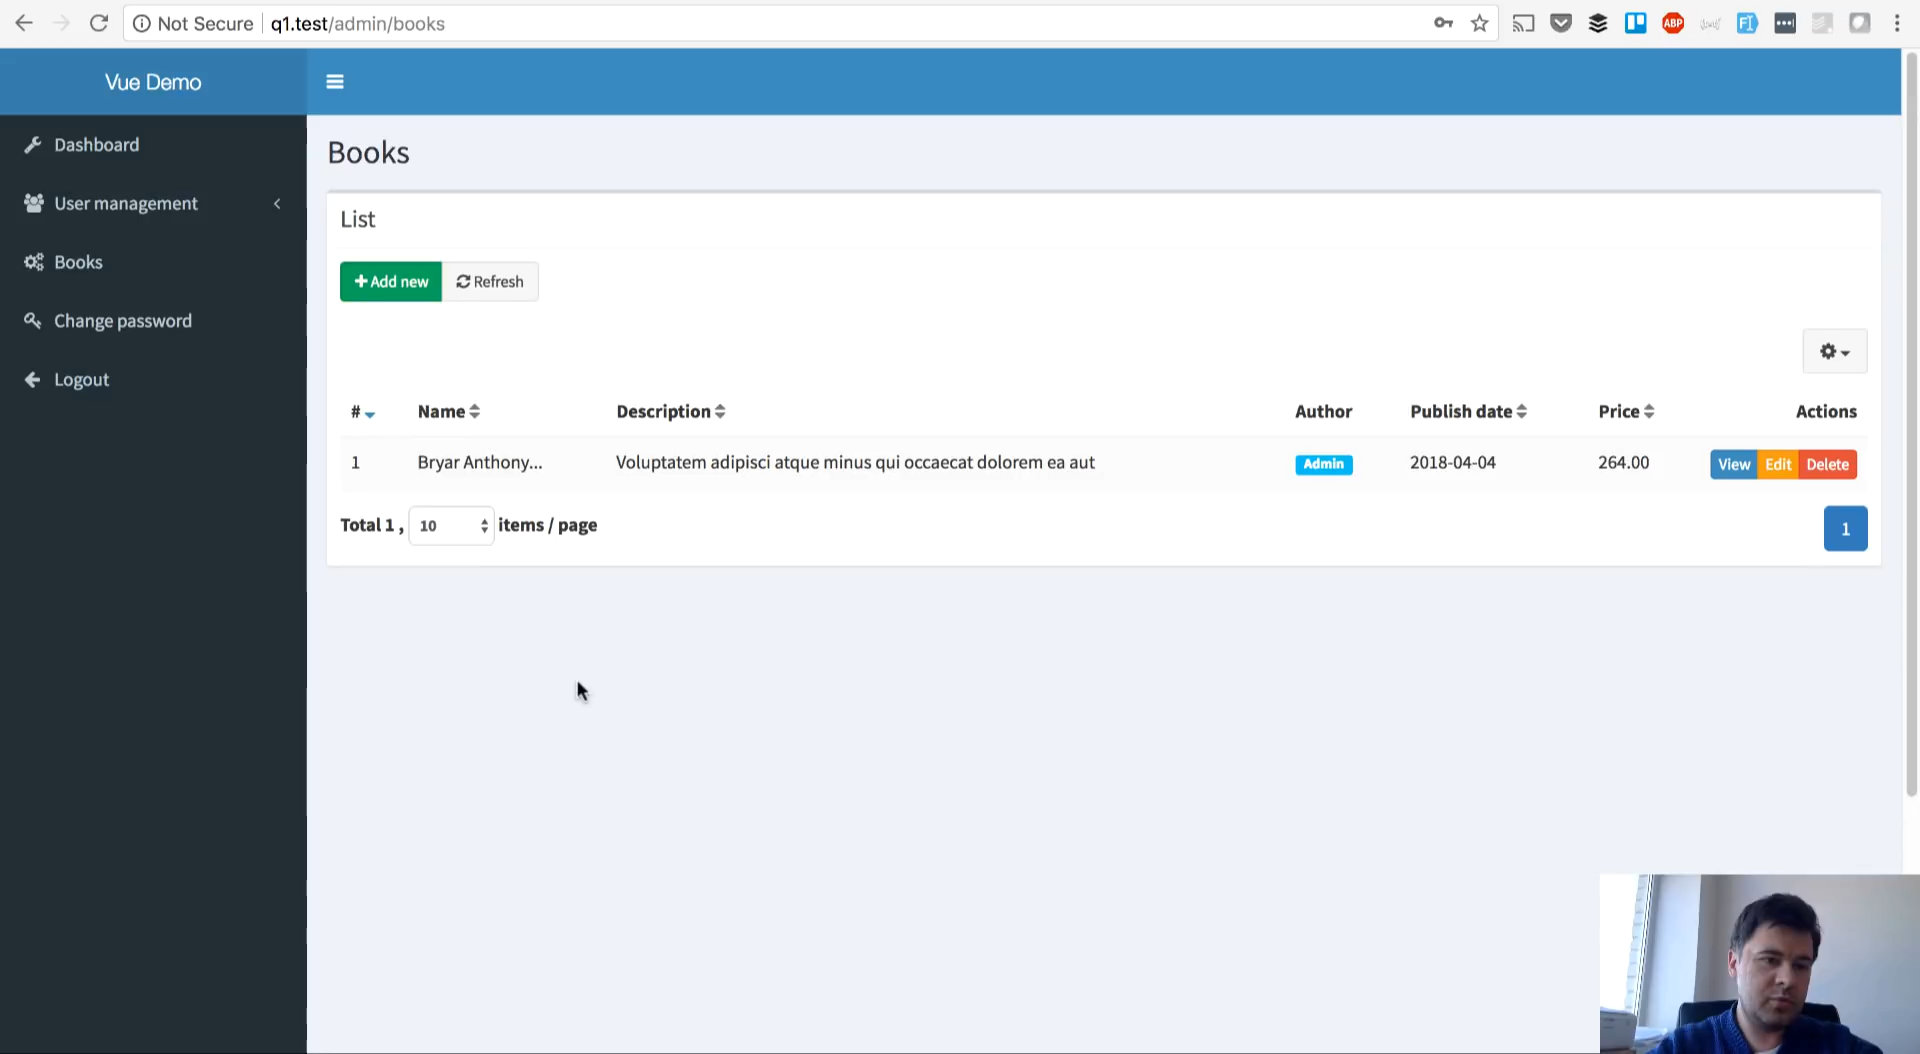 Not Secure q1.test/admin/books
ABP
Vue Demo
Dashboard
User management
Books
Change password
Logout
Books
List
Add new
Refresh
# Name Description Author Publish date Price Actions
1 Bryar Anthony... Voluptatem adipisci atque minus qui occaecat dolorem ea aut Admin 2018-04-04 264.00 View Edit Delete
Total 1 , 10 items / page
1